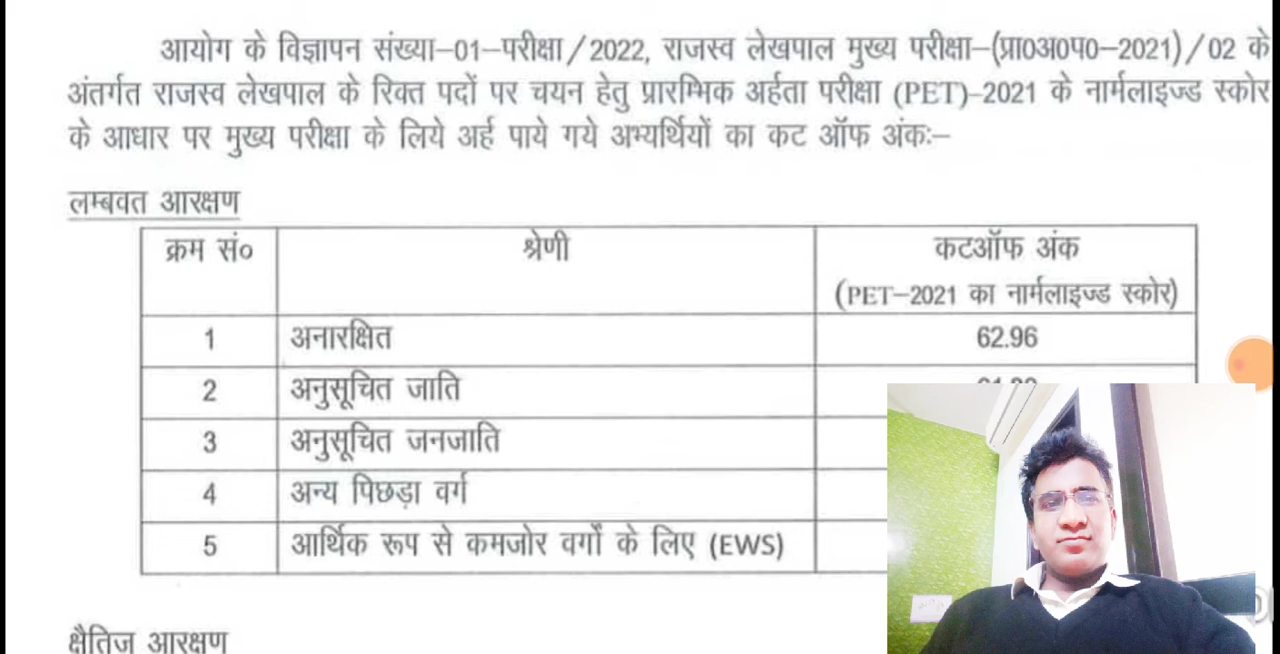 आयोग के विज्ञापन संख्या–01–परीक्षा/2022, राजस्व लेखपाल मुख्य परीक्षा–(प्रा0अ0प0–2021)/02 के
अंतर्गत राजस्व लेखपाल के रिक्त पदों पर चयन हेतु प्रारम्भिक अर्हता परीक्षा (PET)–2021 के नार्मलाइज्ड स्कोर
के आधार पर मुख्य परीक्षा के लिये अर्ह पाये गये अभ्यर्थियों का कट ऑफ अंकः–
लम्बवत आरक्षण
क्रम सं० श्रेणी कटऑफ अंक
(PET–2021 का नार्मलाइज्ड स्कोर)
1 अनारक्षित 62.96
2 अनुसूचित जाति
3 अनुसूचित जनजाति
4 अन्य पिछड़ा वर्ग
5 आर्थिक रूप से कमजोर वर्गों के लिए (EWS)
क्षैतिज आरक्षण